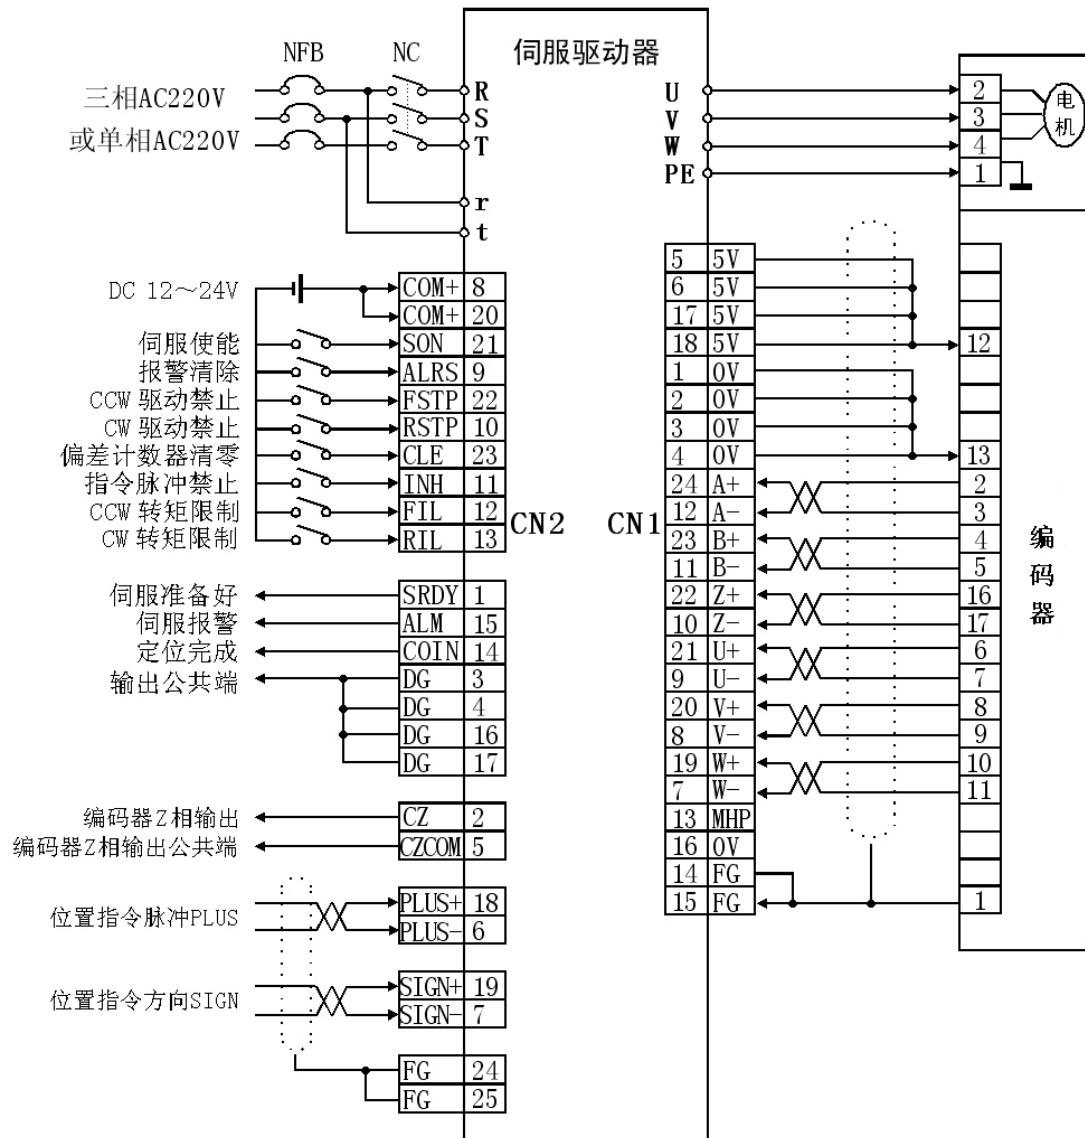 伺服驱动器
NFB NC
三相AC220V
或单相AC220V
R
S
T
r
t
U 2
V 3
W 4
PE 1
电机
DC 12～24V COM+ 8
COM+ 20
伺服使能 SON 21
报警清除 ALRS 9
CCW 驱动禁止 FSTP 22
CW 驱动禁止 RSTP 10
偏差计数器清零 CLE 23
指令脉冲禁止 INH 11
CCW 转矩限制 FIL 12
CW 转矩限制 RIL 13
CN2
伺服准备好 SRDY 1
伺服报警 ALM 15
定位完成 COIN 14
输出公共端 DG 3
DG 4
DG 16
DG 17
编码器Z相输出 CZ 2
编码器Z相输出公共端 CZCOM 5
位置指令脉冲PLUS PLUS+ 18
PLUS- 6
位置指令方向SIGN SIGN+ 19
SIGN- 7
FG 24
FG 25
CN1
5 5V
6 5V
17 5V
18 5V 12
1 0V
2 0V
3 0V
4 0V 13
24 A+ 2
12 A- 3
23 B+ 4
11 B- 5
22 Z+ 16
10 Z- 17
21 U+ 6
9 U- 7
20 V+ 8
8 V- 9
19 W+ 10
7 W- 11
13 MHP
16 0V
14 FG
15 FG 1
编码器